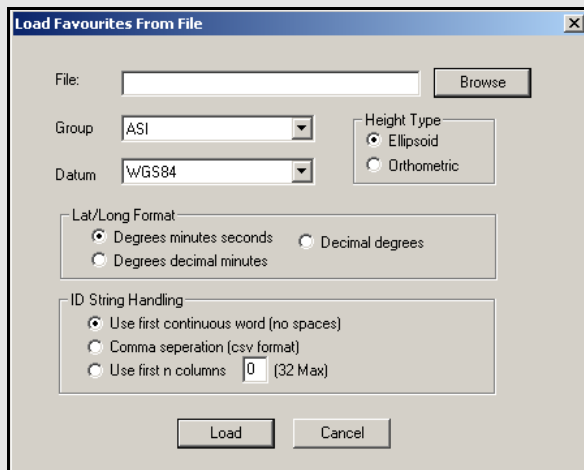 Load Favourites From File
File:
Browse
Group
ASI
Height Type
Ellipsoid
Orthometric
Datum
WGS84
Lat/Long Format
Degrees minutes seconds
Decimal degrees
Degrees decimal minutes
ID String Handling
Use first continuous word (no spaces)
Comma seperation (csv format)
Use first n columns 0 (32 Max)
Load
Cancel